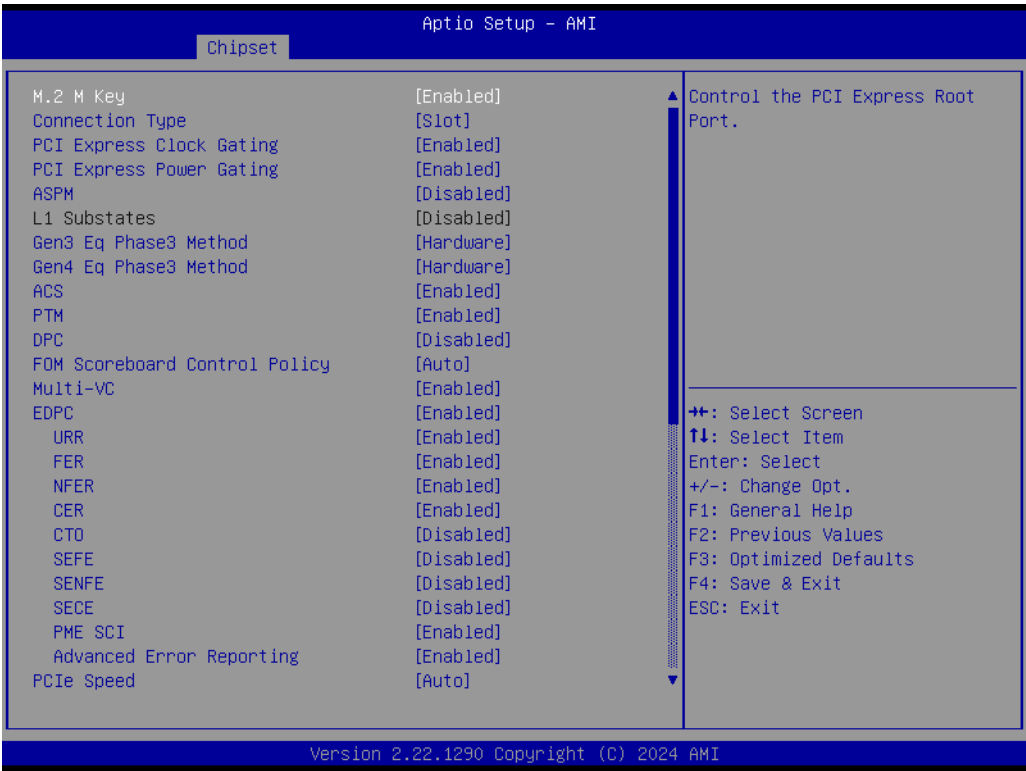 Aptio Setup – AMI
Chipset
M.2 M Key [Enabled]
Connection Type [Slot]
PCI Express Clock Gating [Enabled]
PCI Express Power Gating [Enabled]
ASPM [Disabled]
L1 Substates [Disabled]
Gen3 Eq Phase3 Method [Hardware]
Gen4 Eq Phase3 Method [Hardware]
ACS [Enabled]
PTM [Enabled]
DPC [Disabled]
FOM Scoreboard Control Policy [Auto]
Multi-VC [Enabled]
EDPC [Enabled]
URR [Enabled]
FER [Enabled]
NFER [Enabled]
CER [Enabled]
CTO [Disabled]
SEFE [Disabled]
SENFE [Disabled]
SECE [Disabled]
PME SCI [Enabled]
Advanced Error Reporting [Enabled]
PCIe Speed [Auto]
Control the PCI Express Root
Port.
→←: Select Screen
↑↓: Select Item
Enter: Select
+/-: Change Opt.
F1: General Help
F2: Previous Values
F3: Optimized Defaults
F4: Save & Exit
ESC: Exit
Version 2.22.1290 Copyright (C) 2024 AMI